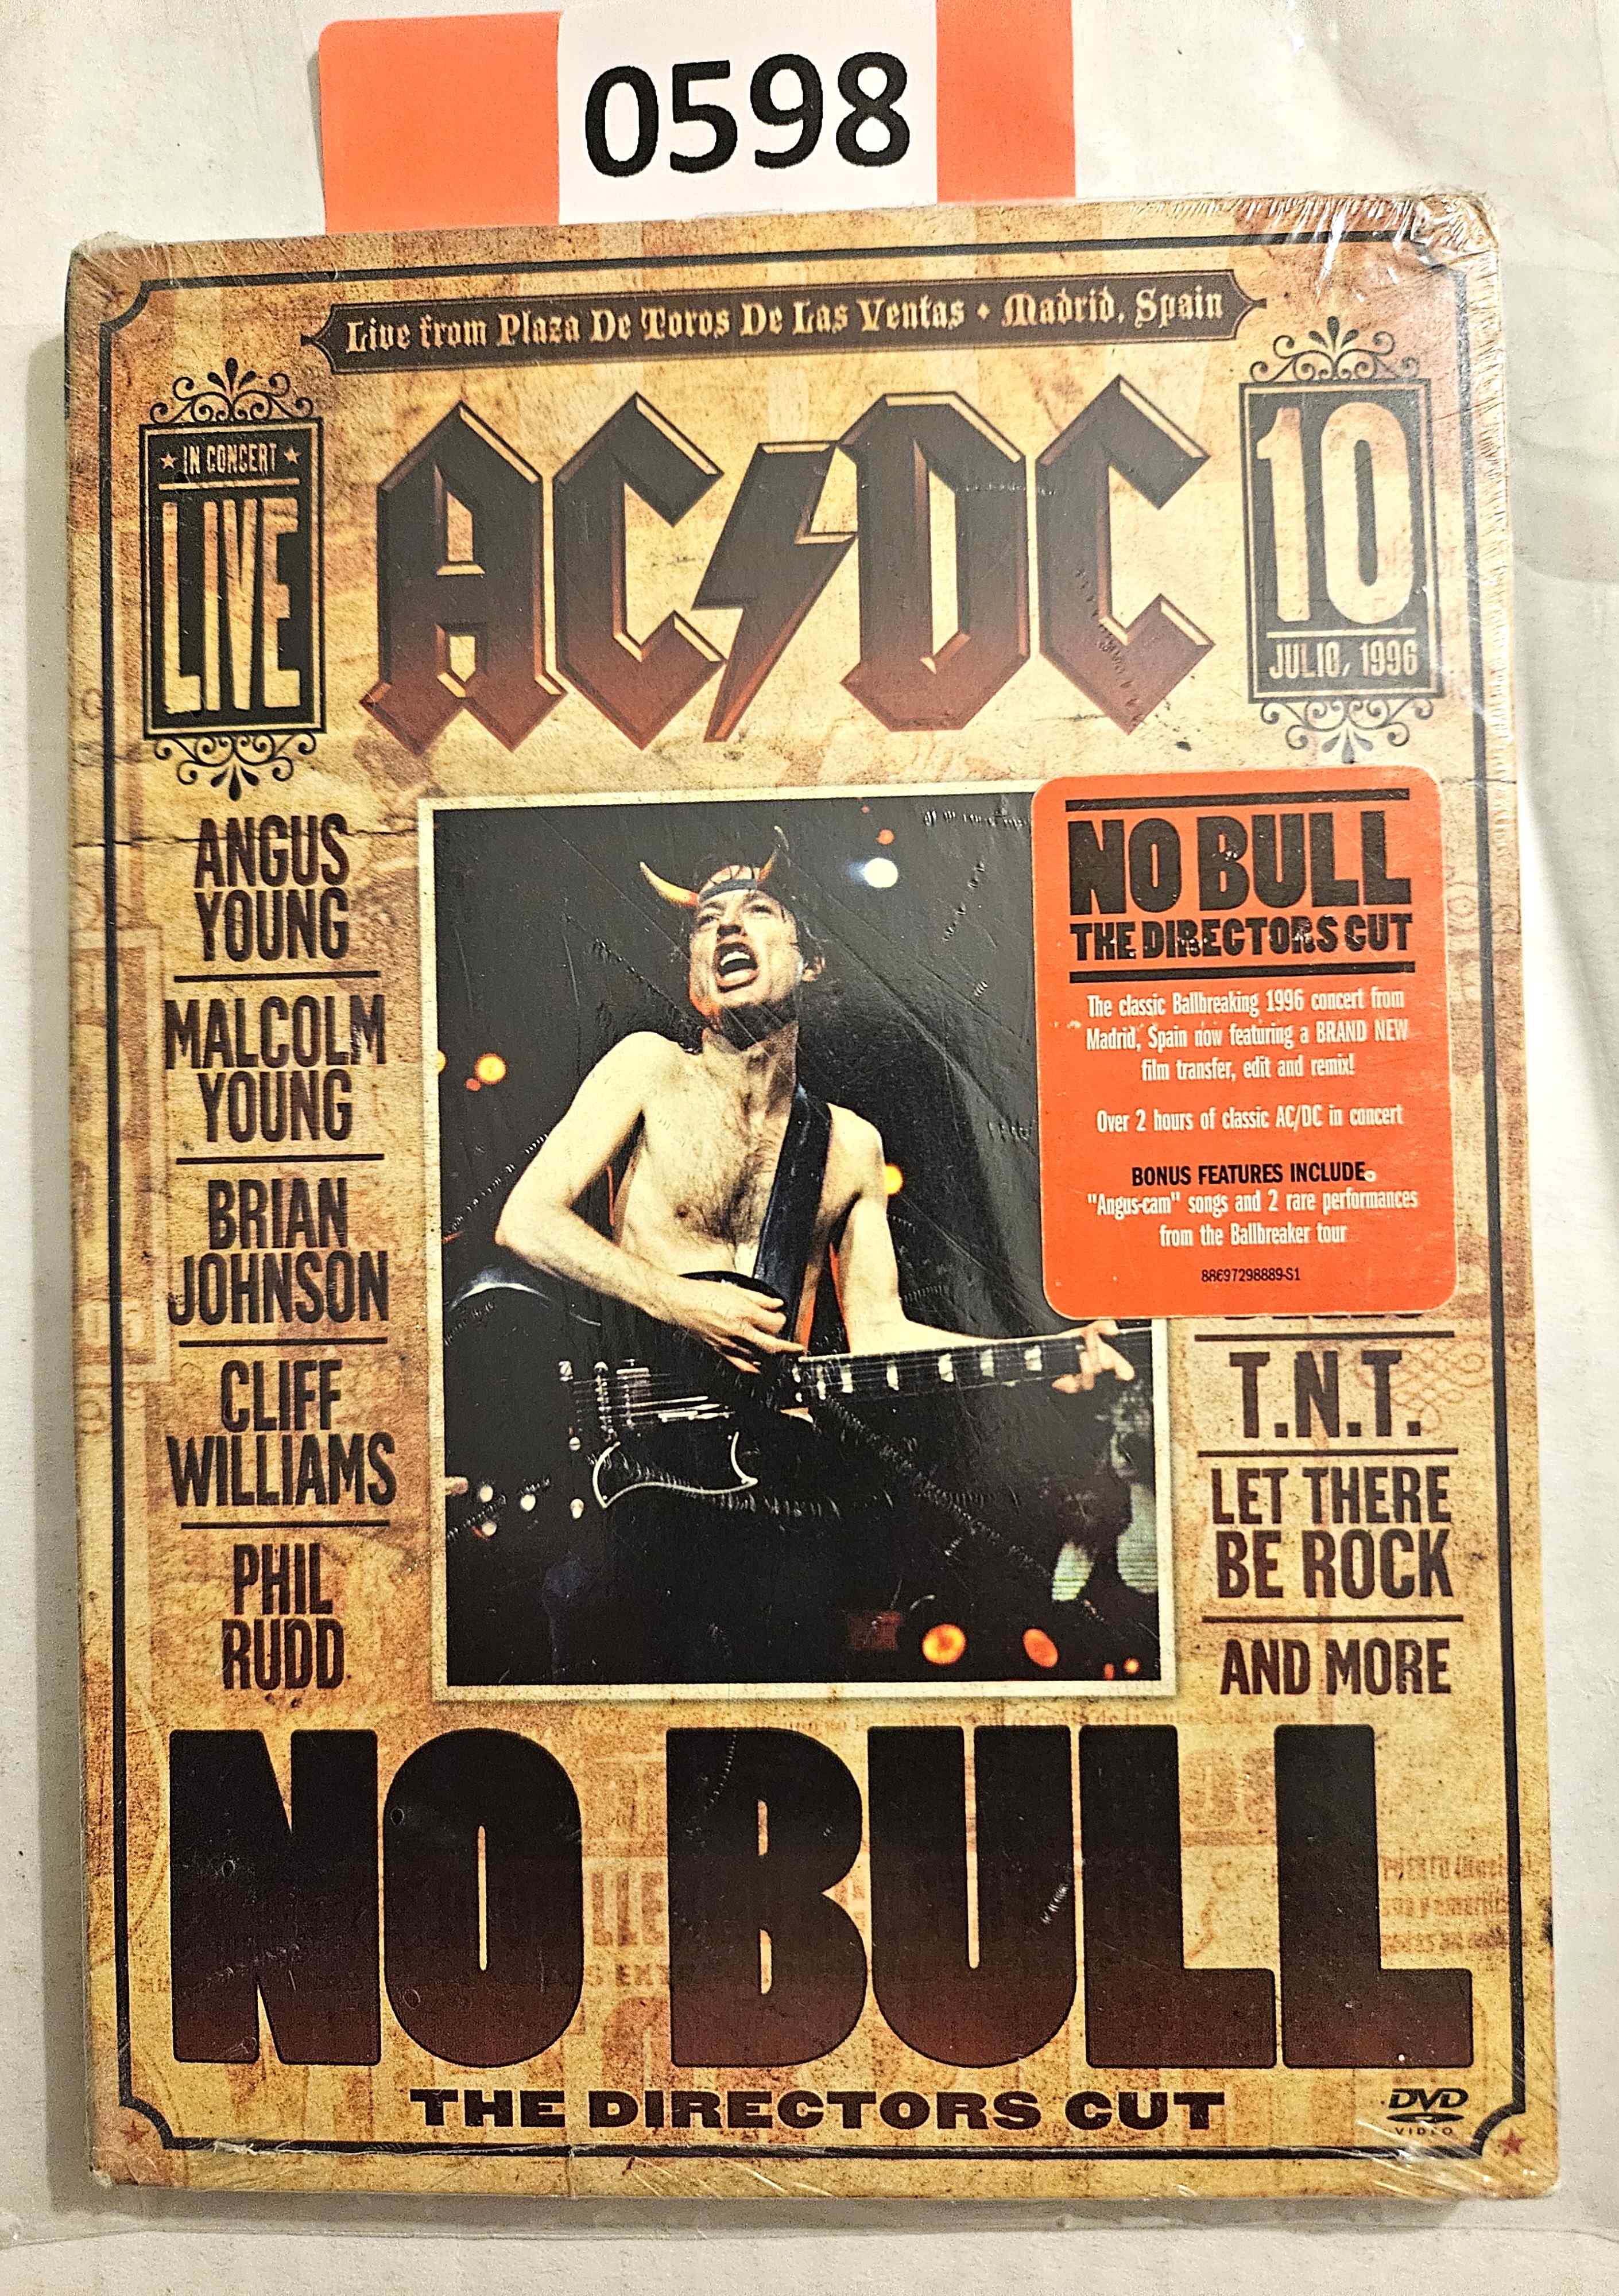 0598
Live from Plaza De Toros De Las Ventas • Madrid, Spain
★ IN CONCERT ★
LIVE
AC⚡DC
10
JULIO, 1996
ANGUS
YOUNG
MALCOLM
YOUNG
BRIAN
JOHNSON
CLIFF
WILLIAMS
PHIL
RUDD
NO BULL
THE DIRECTORS CUT
The classic Ballbreaking 1996 concert from
Madrid, Spain now featuring a BRAND NEW
film transfer, edit and remix!
Over 2 hours of classic AC/DC in concert
BONUS FEATURES INCLUDE:
"Angus-cam" songs and 2 rare performances
from the Ballbreaker tour
88697298889-S1
T.N.T.
LET THERE
BE ROCK
AND MORE
NO BULL
THE DIRECTORS CUT
DVD
VIDEO